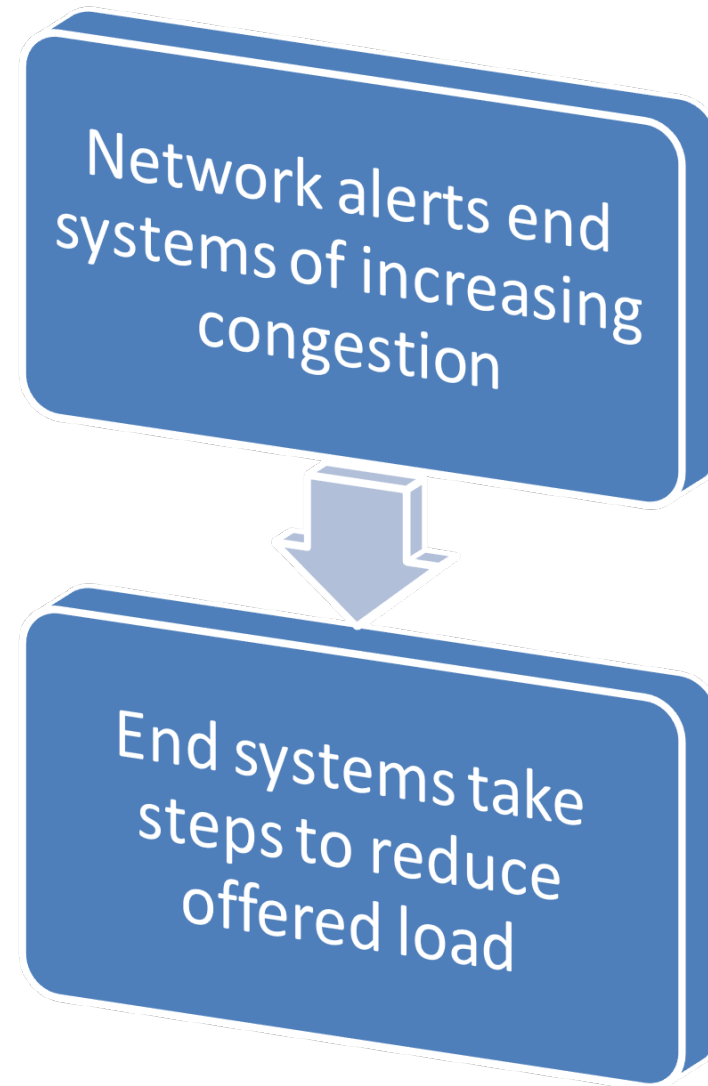 Network alerts end
systems of increasing
congestion
End systems take
steps to reduce
offered load